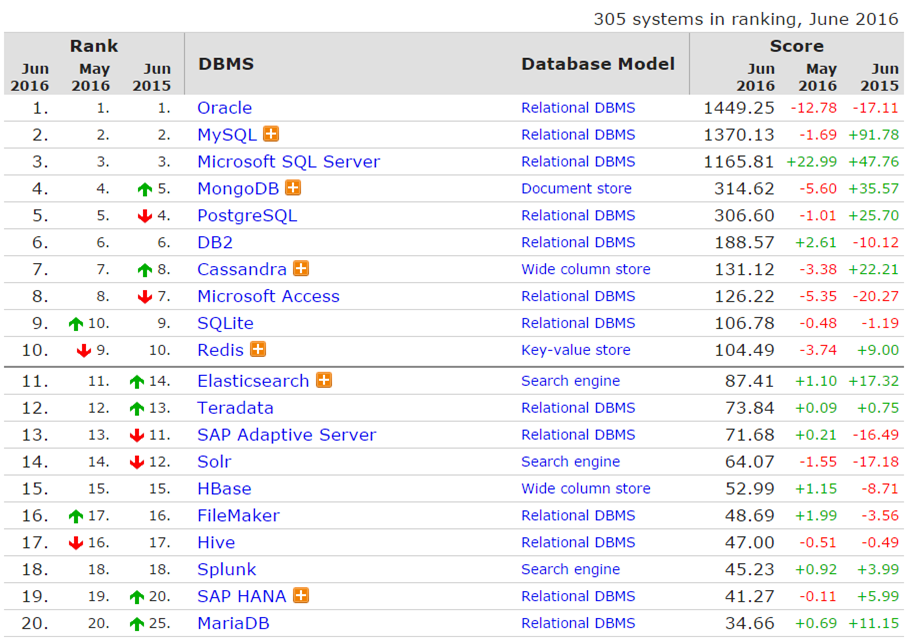 305 systems in ranking, June 2016
Rank DBMS Database Model Score
Jun 2016 May 2016 Jun 2015 Jun 2016 May 2016 Jun 2015
1. 1. 1. Oracle Relational DBMS 1449.25 -12.78 -17.11
2. 2. 2. MySQL Relational DBMS 1370.13 -1.69 +91.78
3. 3. 3. Microsoft SQL Server Relational DBMS 1165.81 +22.99 +47.76
4. 4. 5. MongoDB Document store 314.62 -5.60 +35.57
5. 5. 4. PostgreSQL Relational DBMS 306.60 -1.01 +25.70
6. 6. 6. DB2 Relational DBMS 188.57 +2.61 -10.12
7. 7. 8. Cassandra Wide column store 131.12 -3.38 +22.21
8. 8. 7. Microsoft Access Relational DBMS 126.22 -5.35 -20.27
9. 10. 9. SQLite Relational DBMS 106.78 -0.48 -1.19
10. 9. 10. Redis Key-value store 104.49 -3.74 +9.00
11. 11. 14. Elasticsearch Search engine 87.41 +1.10 +17.32
12. 12. 13. Teradata Relational DBMS 73.84 +0.09 +0.75
13. 13. 11. SAP Adaptive Server Relational DBMS 71.68 +0.21 -16.49
14. 14. 12. Solr Search engine 64.07 -1.55 -17.18
15. 15. 15. HBase Wide column store 52.99 +1.15 -8.71
16. 17. 16. FileMaker Relational DBMS 48.69 +1.99 -3.56
17. 16. 17. Hive Relational DBMS 47.00 -0.51 -0.49
18. 18. 18. Splunk Search engine 45.23 +0.92 +3.99
19. 19. 20. SAP HANA Relational DBMS 41.27 -0.11 +5.99
20. 20. 25. MariaDB Relational DBMS 34.66 +0.69 +11.15